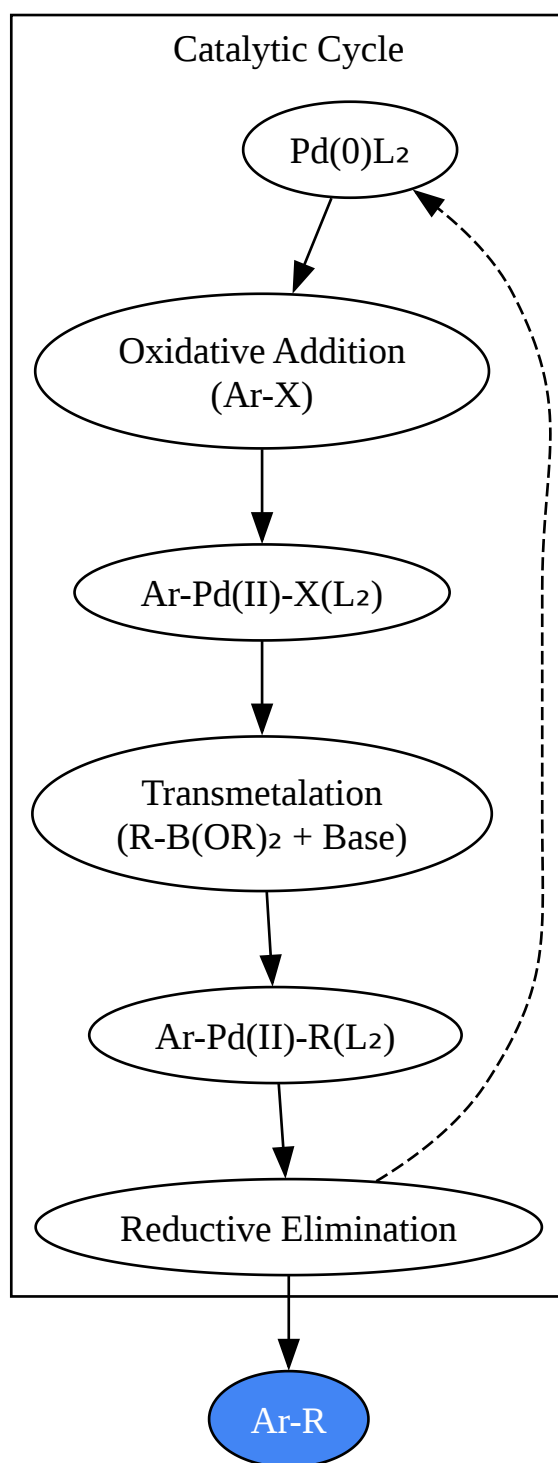 Catalytic Cycle
Pd(0)L₂
Oxidative Addition
(Ar-X)
Ar-Pd(II)-X(L₂)
Transmetalation
(R-B(OR)₂ + Base)
Ar-Pd(II)-R(L₂)
Reductive Elimination
Ar-R